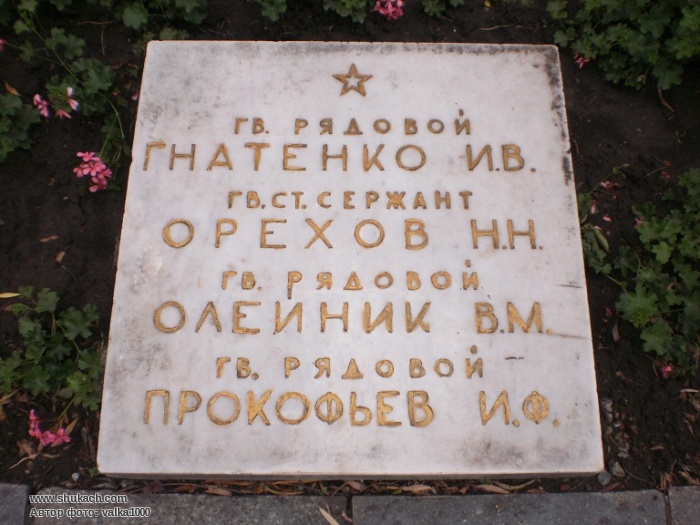 ГВ. РЯДОВОЙ
ГНАТЕНКО И.В.
ГВ.СТ. СЕРЖАНТ
ОРЕХОВ Н.Н.
ГВ. РЯДОВОЙ
ОЛЕЙНИК В.М.
ГВ. РЯДОВОЙ
ПРОКОФЬЕВ И.Ф.
www.shukach.com
Автор фото: valka1000